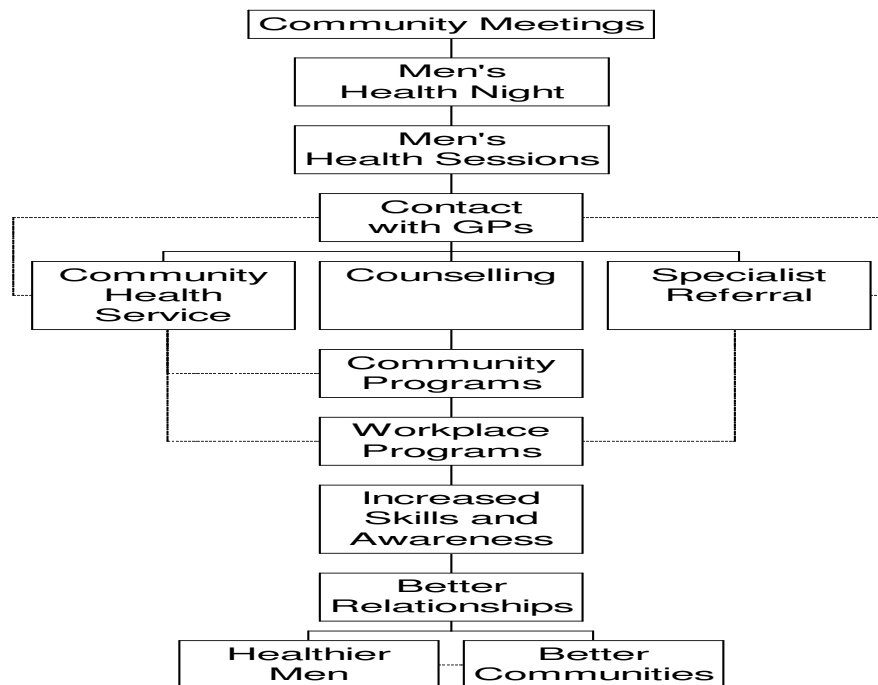 Community Meetings
Men's
Health Night
Men's
Health Sessions
Contact
with GPs
Community
Health
Service
Counselling
Specialist
Referral
Community
Programs
Workplace
Programs
Increased
Skills and
Awareness
Better
Relationships
Healthier
Men
Better
Communities